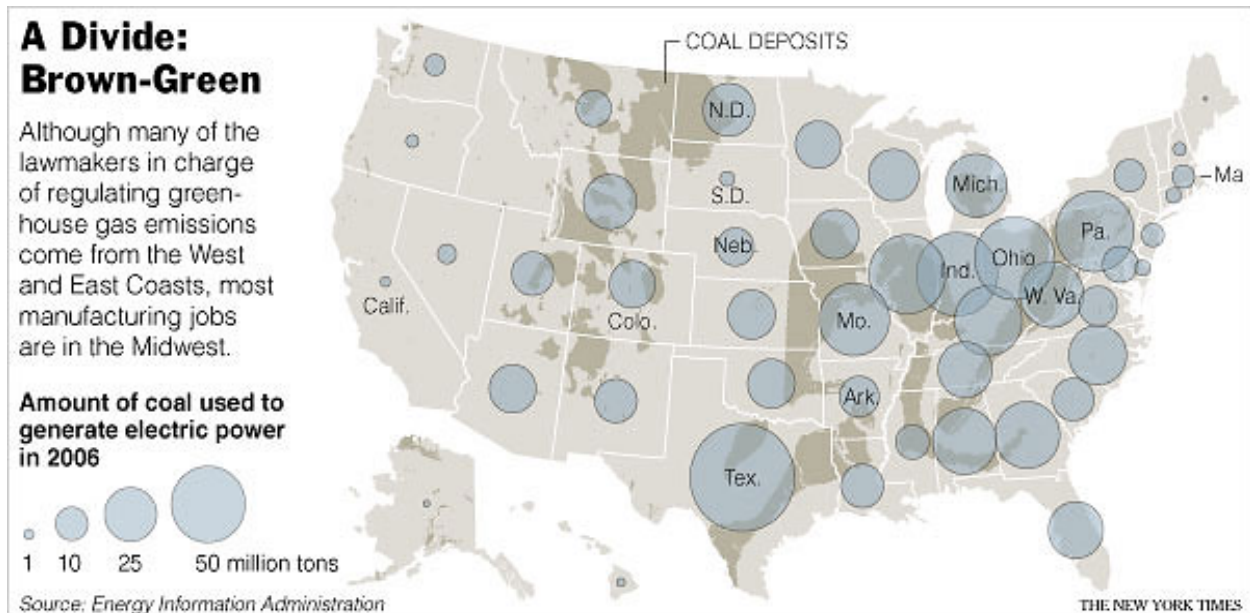 A Divide:
Brown-Green
Although many of the
lawmakers in charge
of regulating green-
house gas emissions
come from the West
and East Coasts, most
manufacturing jobs
are in the Midwest.
Amount of coal used to
generate electric power
in 2006
1 10 25 50 million tons
Source: Energy Information Administration
COAL DEPOSITS
N.D.
S.D.
Neb.
Mich.
Ma
Pa.
Ohio
Ind.
W. Va.
Calif.
Colo.
Mo.
Ark.
Tex.
THE NEW YORK TIMES